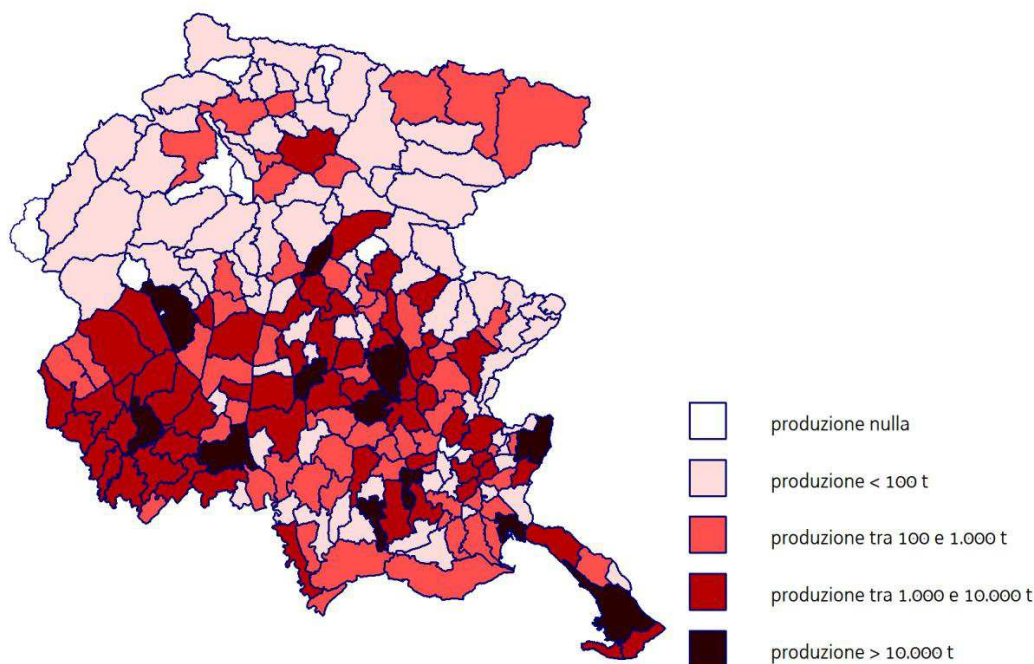 produzione nulla
produzione < 100 t
produzione tra 100 e 1.000 t
produzione tra 1.000 e 10.000 t
produzione > 10.000 t